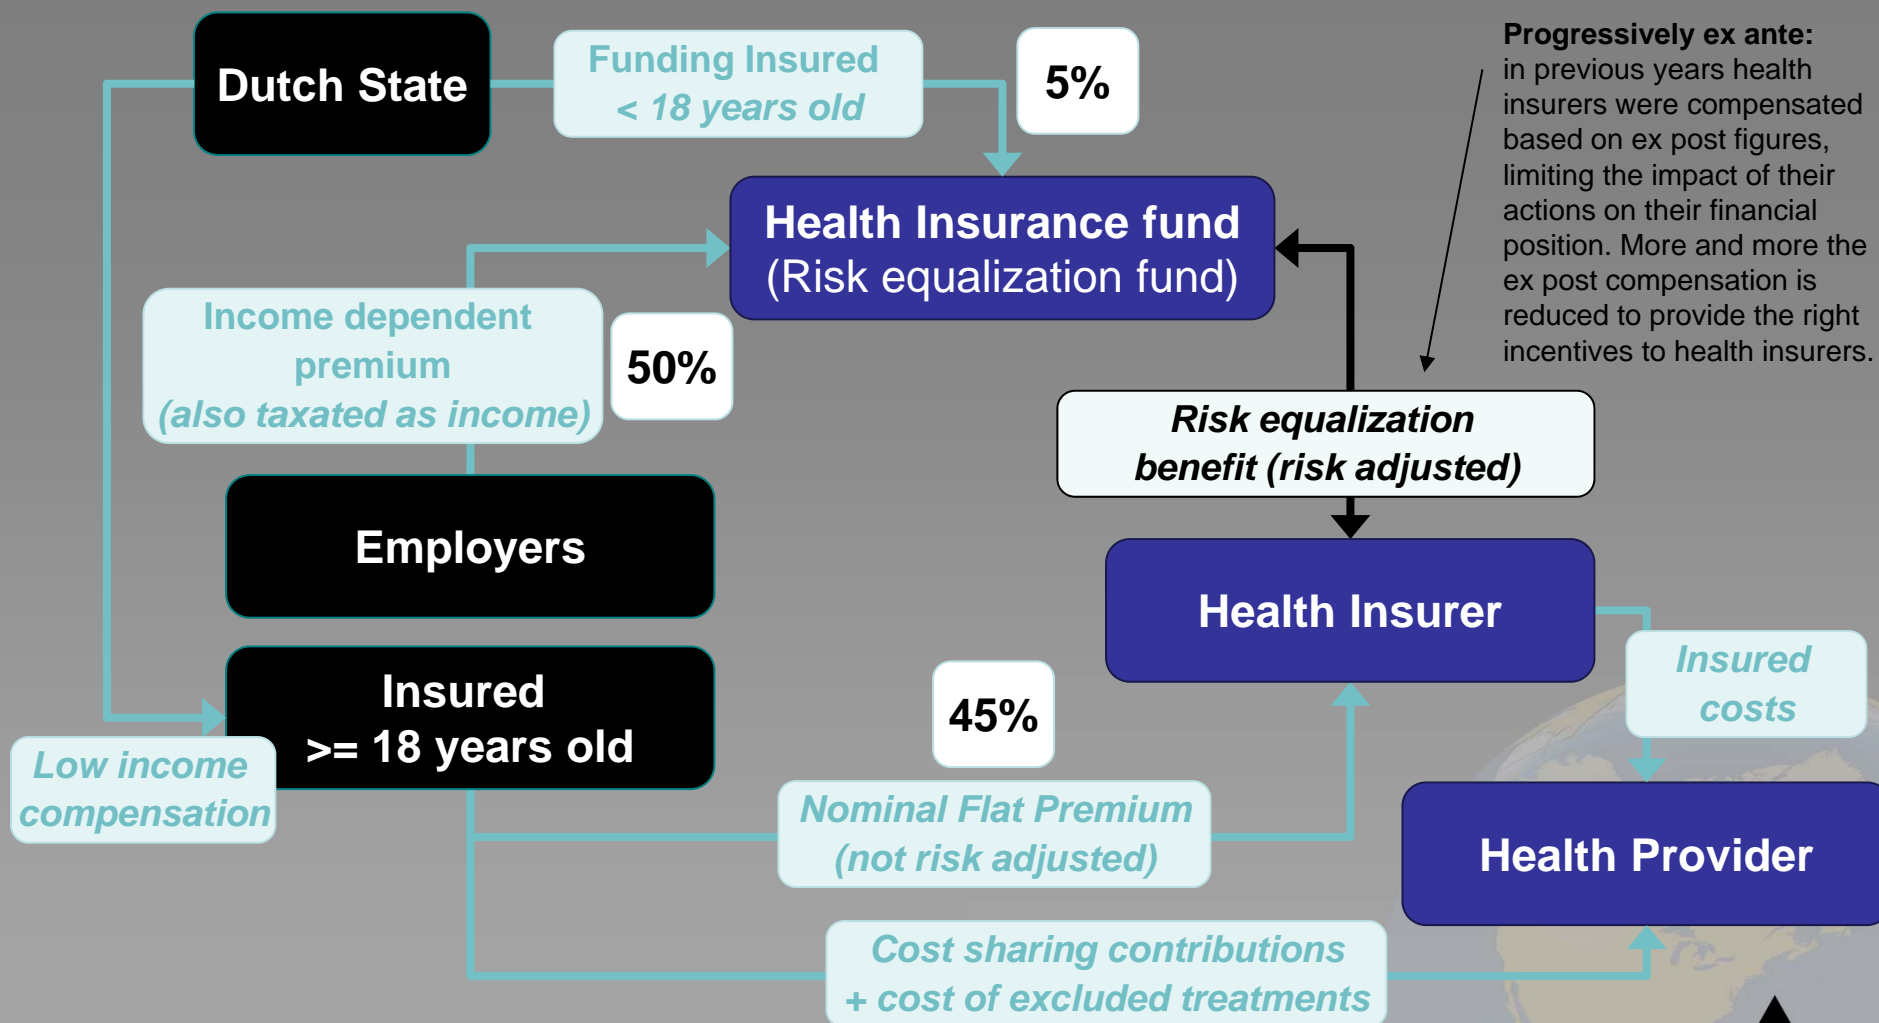 Dutch State
Funding Insured
< 18 years old
5%
Progressively ex ante:
in previous years health
insurers were compensated
based on ex post figures,
limiting the impact of their
actions on their financial
position. More and more the
ex post compensation is
reduced to provide the right
incentives to health insurers.
Health Insurance fund
(Risk equalization fund)
Income dependent
premium
(also taxated as income)
50%
Risk equalization
benefit (risk adjusted)
Employers
Health Insurer
Insured
>= 18 years old
45%
Insured
costs
Low income
compensation
Nominal Flat Premium
(not risk adjusted)
Health Provider
Cost sharing contributions
+ cost of excluded treatments